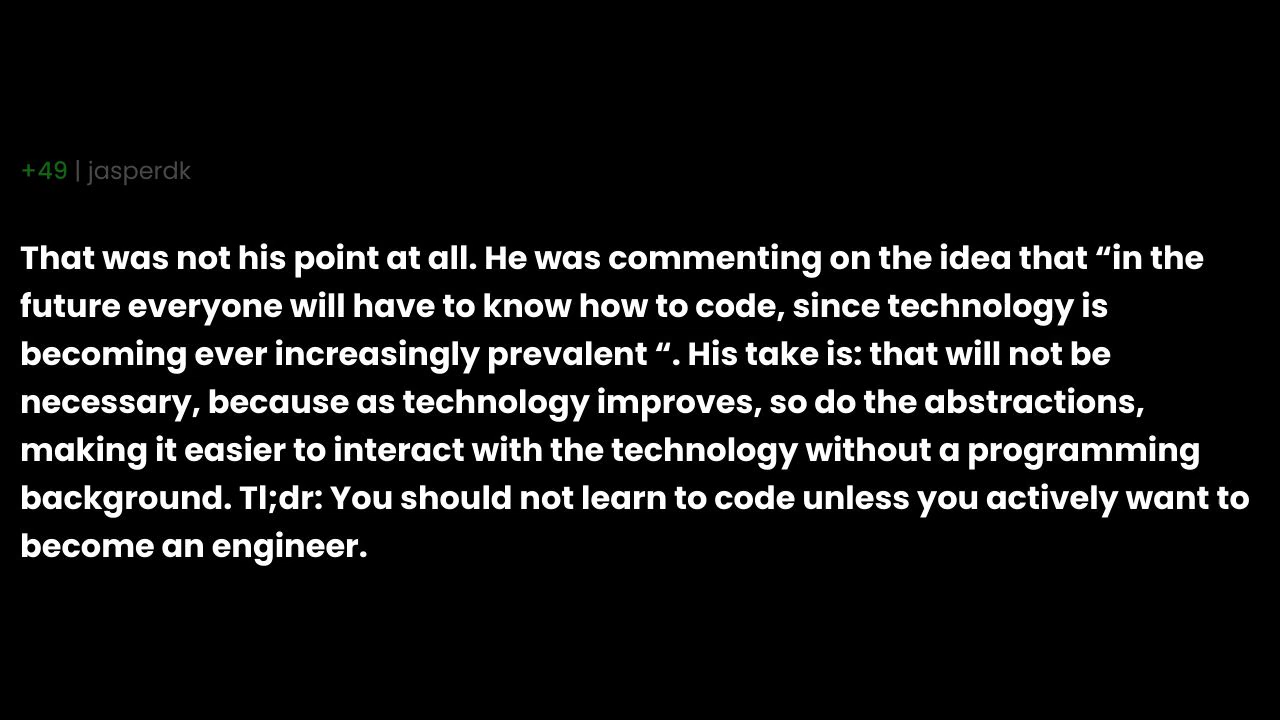 +49 | jasperdk
That was not his point at all. He was commenting on the idea that “in the
future everyone will have to know how to code, since technology is
becoming ever increasingly prevalent “. His take is: that will not be
necessary, because as technology improves, so do the abstractions,
making it easier to interact with the technology without a programming
background. Tl;dr: You should not learn to code unless you actively want to
become an engineer.